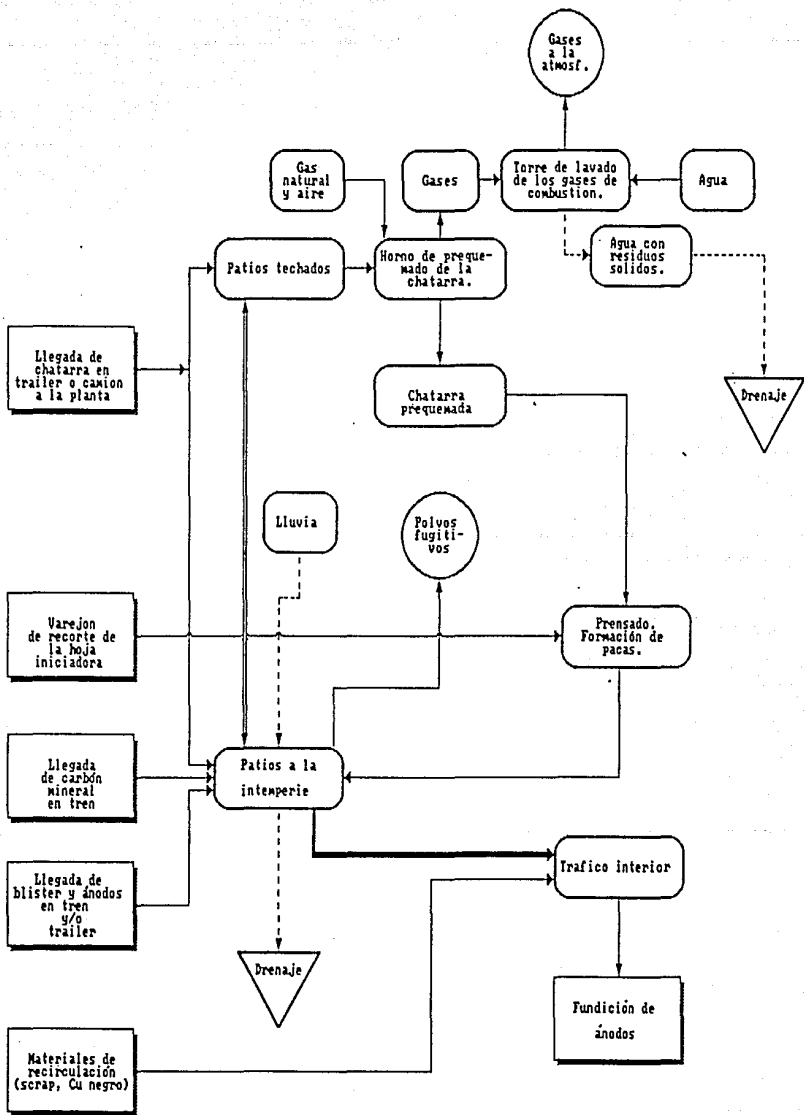 Gases
a la
atmosf.
Gas
natural
y aire
Gases
Torre de lavado
de los gases de
combustion.
Agua
Patios techados
Horno de preque-
mado de la
chatarra.
Agua con
residuos
solidos.
Llegada de
chatarra en
trailer o camion
a la planta
Chatarra
prequemada
Drenaje
Lluvia
Polvos
fugiti-
vos
Varejon
de recorte de
la hoja
iniciadora
Prensado.
Formación de
pacas.
Llegada
de carbón
mineral
en tren
Patios a la
intemperie
Llegada de
blister y ánodos
en tren
y/o
trailer
Trafico interior
Drenaje
Fundición de
ánodos
Materiales de
recirculación
(scrap, Cu negro)